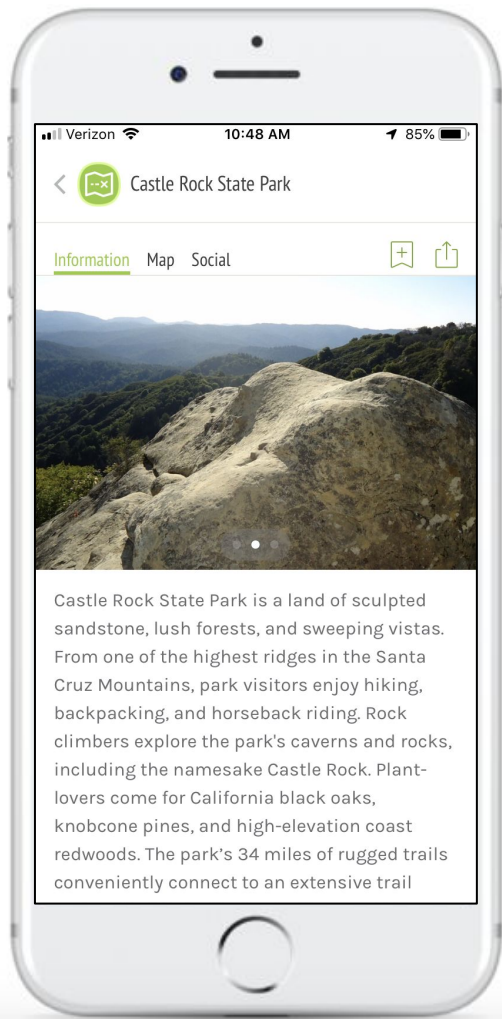 Verizon 10:48 AM 85%
Castle Rock State Park
Information Map Social
Castle Rock State Park is a land of sculpted
sandstone, lush forests, and sweeping vistas.
From one of the highest ridges in the Santa
Cruz Mountains, park visitors enjoy hiking,
backpacking, and horseback riding. Rock
climbers explore the park's caverns and rocks,
including the namesake Castle Rock. Plant-
lovers come for California black oaks,
knobcone pines, and high-elevation coast
redwoods. The park’s 34 miles of rugged trails
conveniently connect to an extensive trail